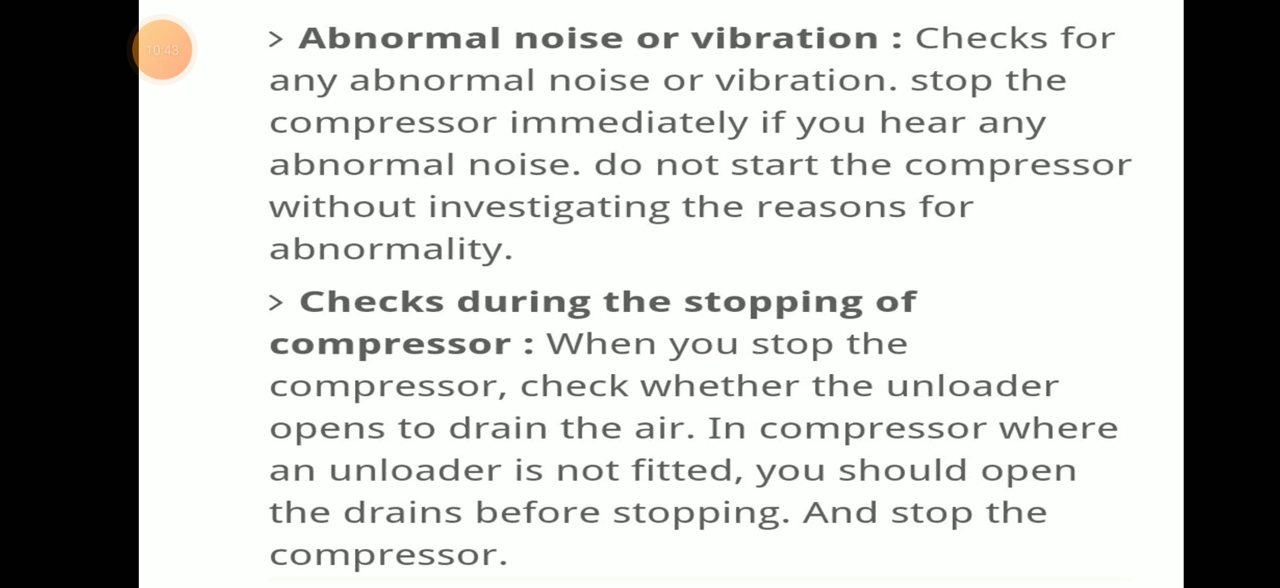 10:43
> Abnormal noise or vibration : Checks for
any abnormal noise or vibration. stop the
compressor immediately if you hear any
abnormal noise. do not start the compressor
without investigating the reasons for
abnormality.
> Checks during the stopping of
compressor : When you stop the
compressor, check whether the unloader
opens to drain the air. In compressor where
an unloader is not fitted, you should open
the drains before stopping. And stop the
compressor.